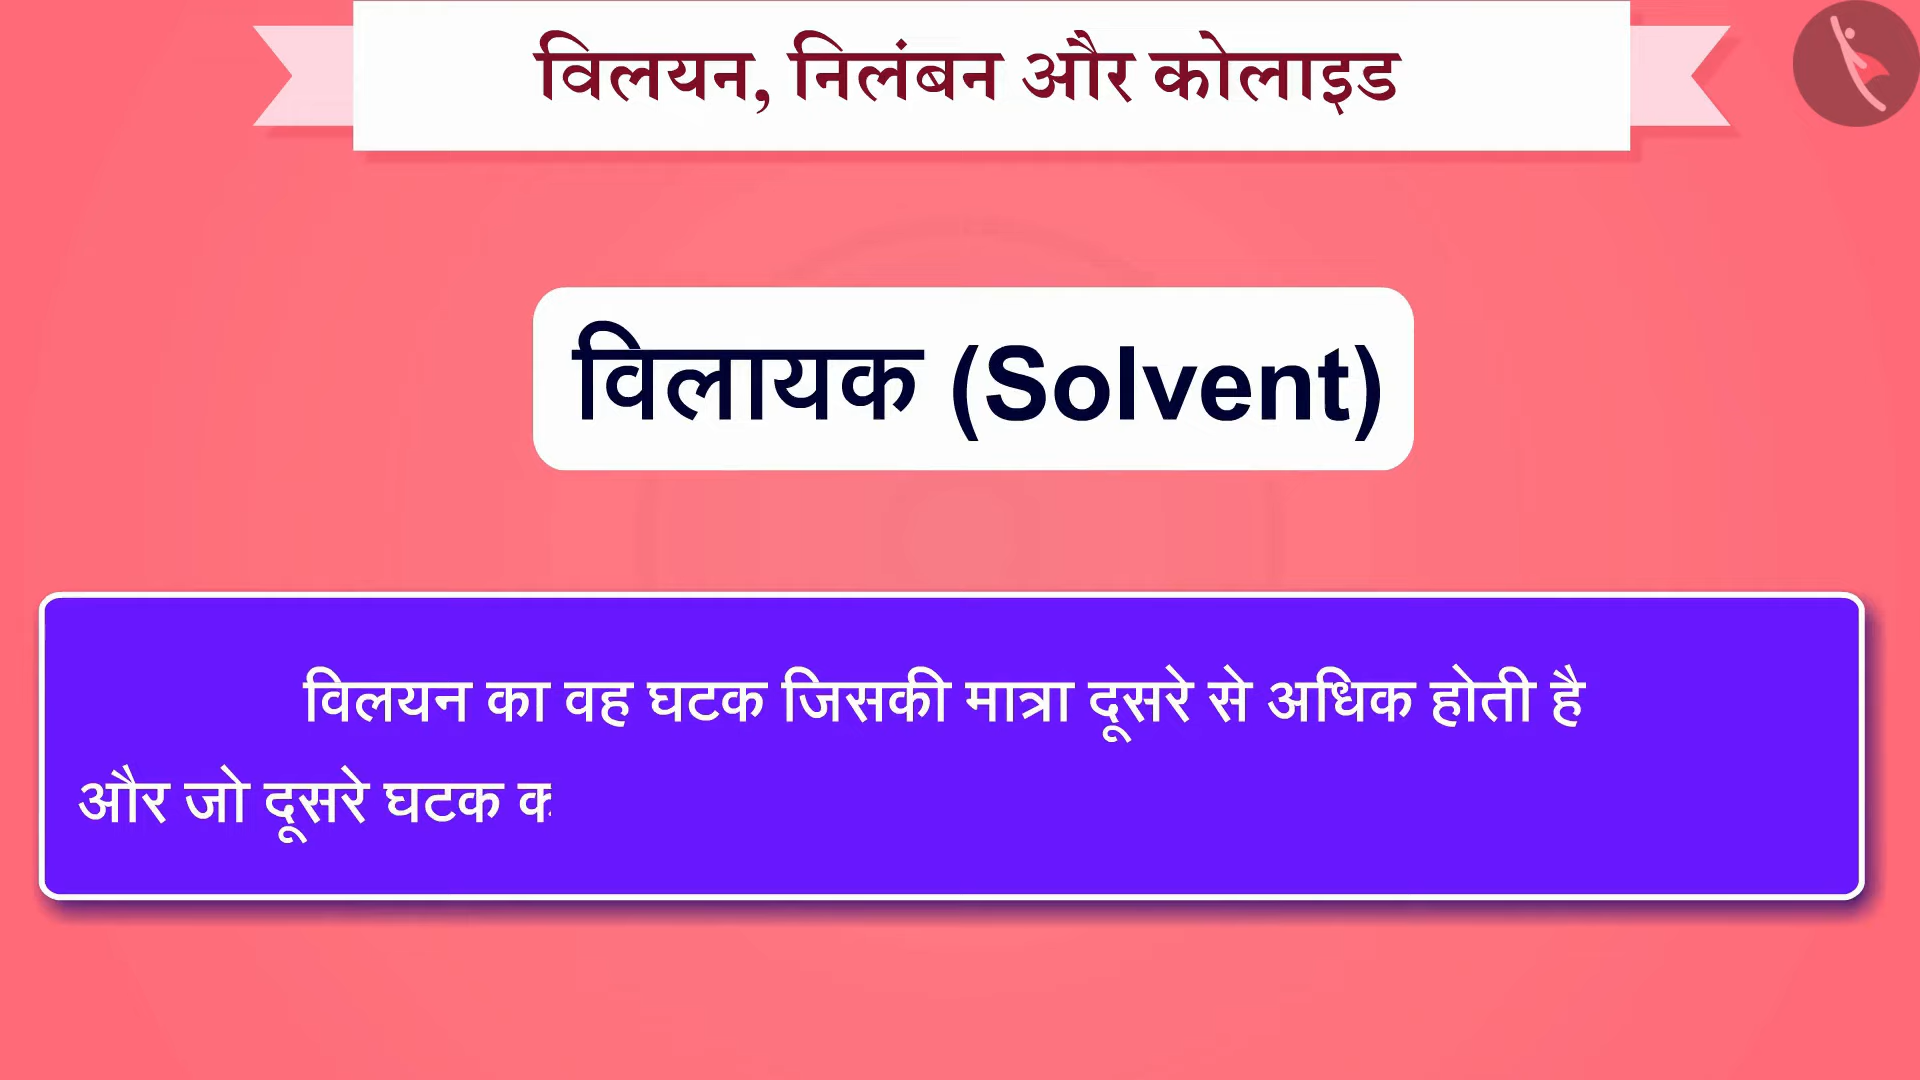 विलयन, निलंबन और कोलाइड
विलायक (Solvent)
विलयन का वह घटक जिसकी मात्रा दूसरे से अधिक होती है
और जो दूसरे घटक